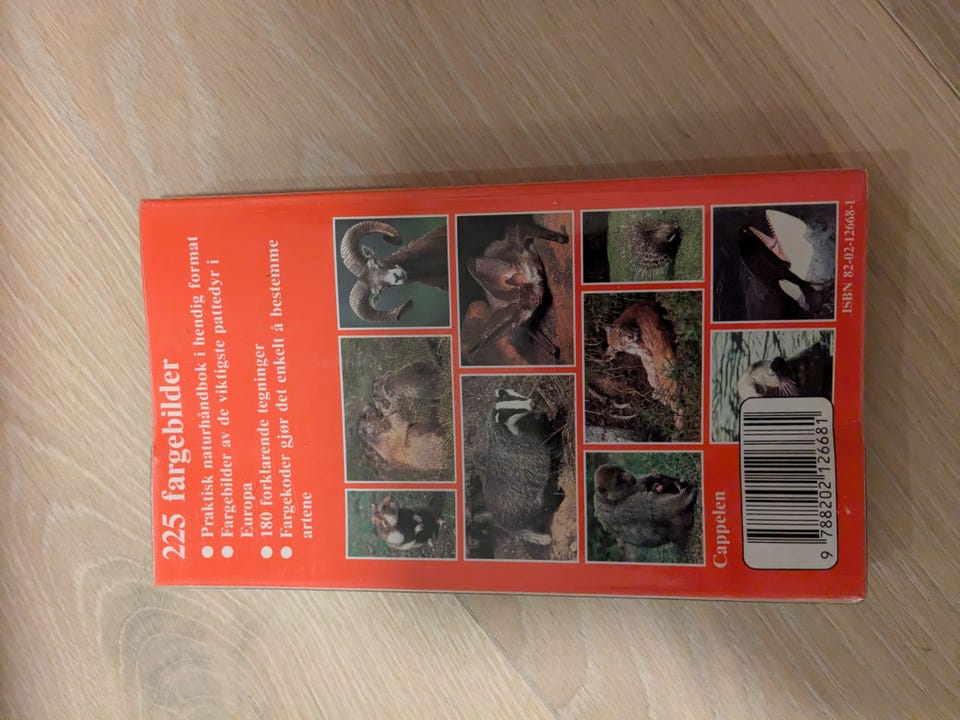 225 fargebilder
● Praktisk naturhåndbok i hendig format
● Fargebilder av de viktigste pattedyr i
Europa
● 180 forklarende tegninger
● Fargekoder gjør det enkelt å bestemme
artene
Cappelen
ISBN 82-02-12668-1
9 788202 126681